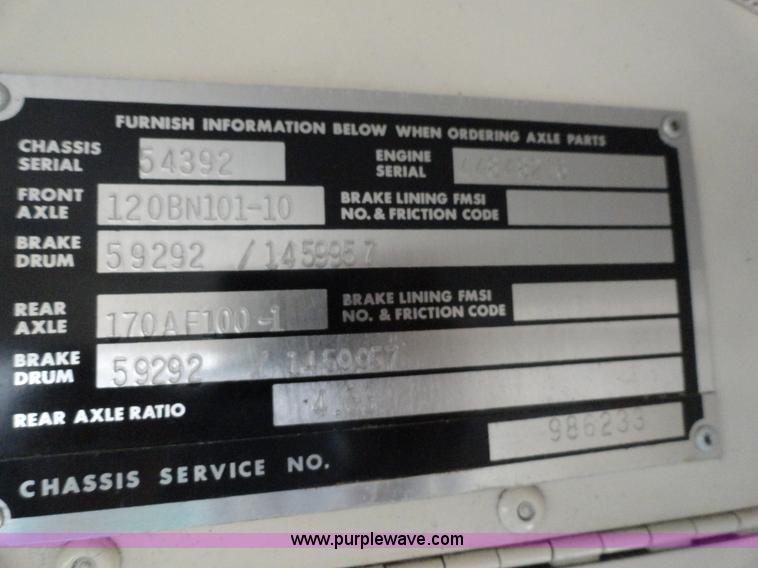 FURNISH INFORMATION BELOW WHEN ORDERING AXLE PARTS
CHASSIS SERIAL 54392 ENGINE SERIAL
FRONT AXLE 120BN101-10 BRAKE LINING FMSI NO. & FRICTION CODE
BRAKE DRUM 59292 / 1459957
REAR AXLE 170AF100-1 BRAKE LINING FMSI NO. & FRICTION CODE
BRAKE DRUM 59292 / 1459957
REAR AXLE RATIO
CHASSIS SERVICE NO. 986233
www.purplewave.com